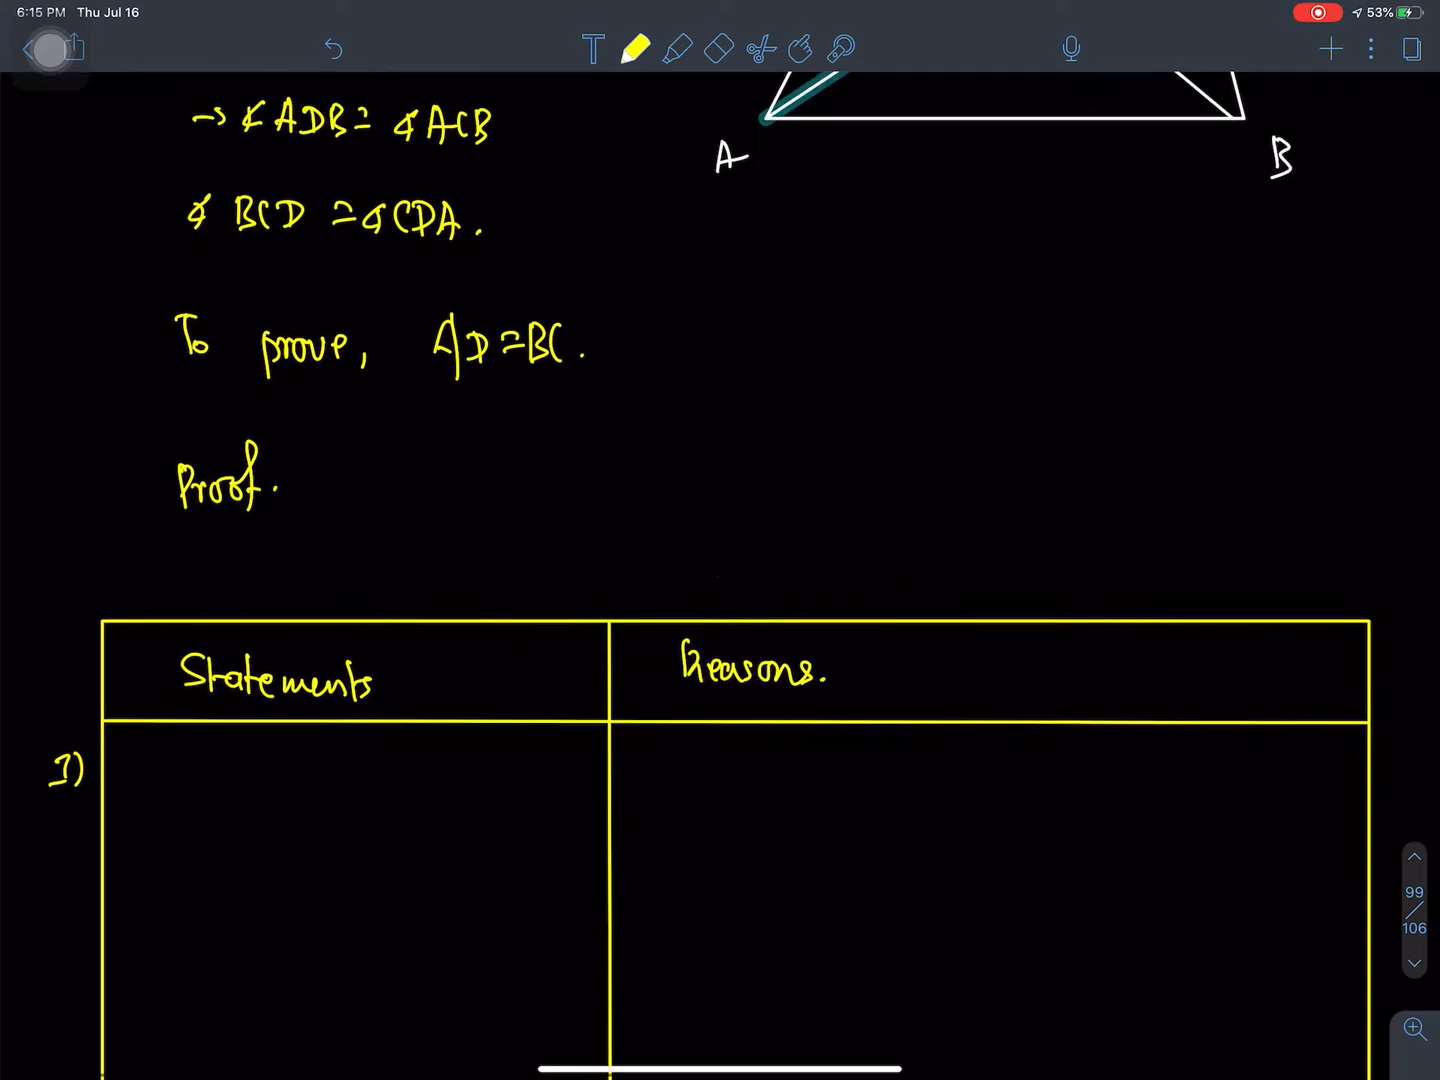 6:15 PM Thu Jul 16
53%
T
→ ∢ ADB = ∢ ACB
A
B
∢ BCD = ∢ CDA.
To prove, AD = BC.
Proof.
Statements
Reasons.
1)
99
106